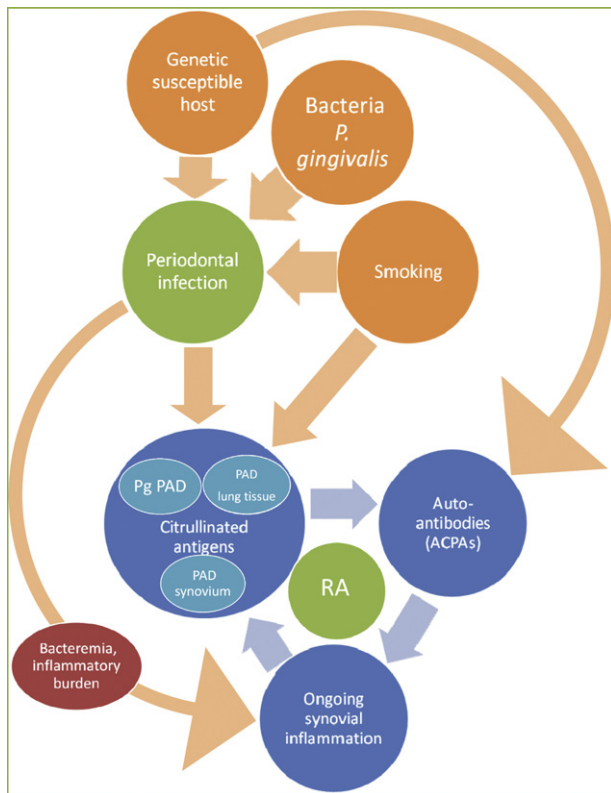 Genetic
susceptible
host
Bacteria
P.
gingivalis
Periodontal
infection
Smoking
Pg PAD
PAD
lung tissue
Citrullinated
antigens
PAD
synovium
Auto-
antibodies
(ACPAs)
RA
Bacteremia,
inflammatory
burden
Ongoing
synovial
inflammation